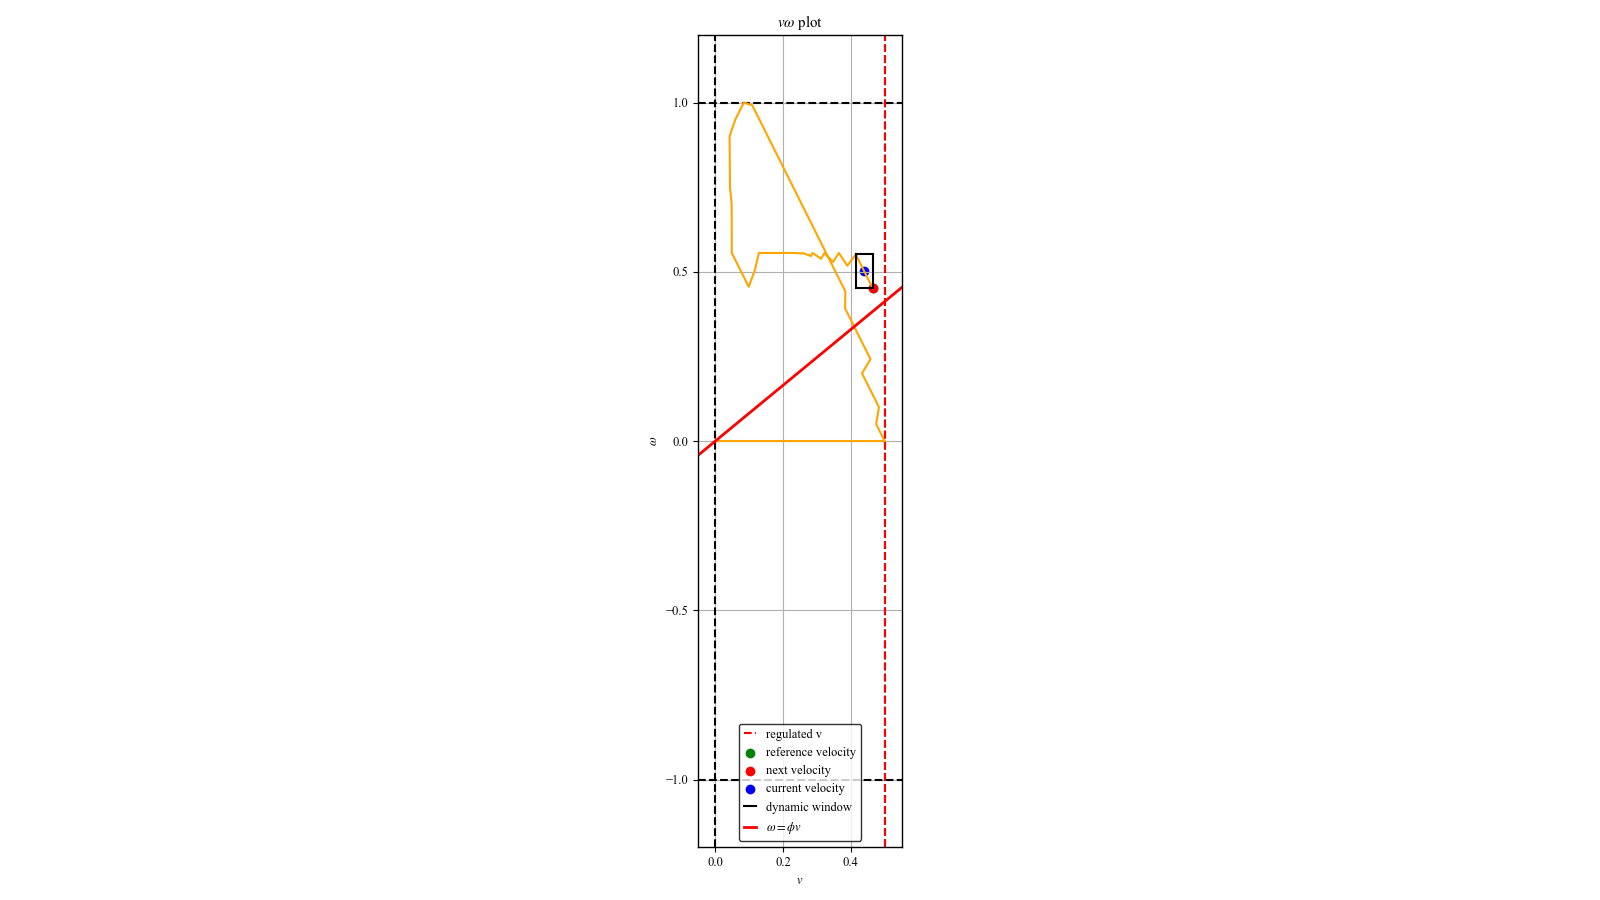 vω plot
1.0
0.5
0.0
−0.5
−1.0
ω
regulated v
reference velocity
next velocity
current velocity
dynamic window
ω = ϕv
0.0 0.2 0.4
v